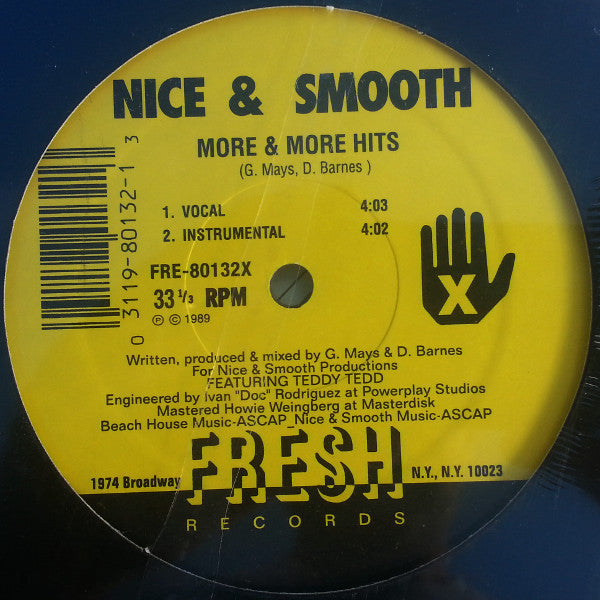 NICE & SMOOTH
MORE & MORE HITS
(G. Mays, D. Barnes )
1. VOCAL 4:03
2. INSTRUMENTAL 4:02
FRE-80132X
33 1/3 RPM
℗ © 1989
0 3119-80132-1 3
X
Written, produced & mixed by G. Mays & D. Barnes
For Nice & Smooth Productions
FEATURING TEDDY TEDD
Engineered by Ivan "Doc" Rodriguez at Powerplay Studios
Mastered Howie Weingberg at Masterdisk
Beach House Music-ASCAP Nice & Smooth Music-ASCAP
1974 Broadway FRESH N.Y., N.Y. 10023
RECORDS